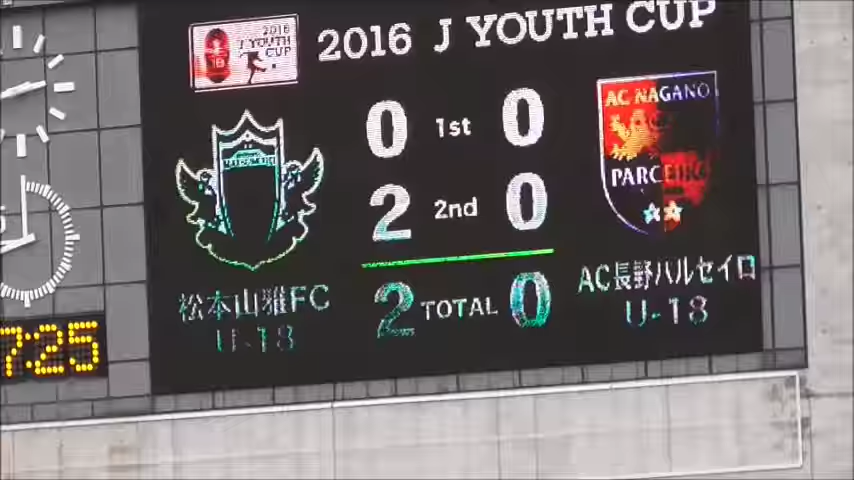 2016 J YOUTH CUP
2016
J YOUTH
CUP
0 1st 0
2 2nd 0
2 TOTAL 0
AC NAGANO
PARCEIRO
松本山雅FC
U-18
AC長野パルセイロ
U-18
7:25